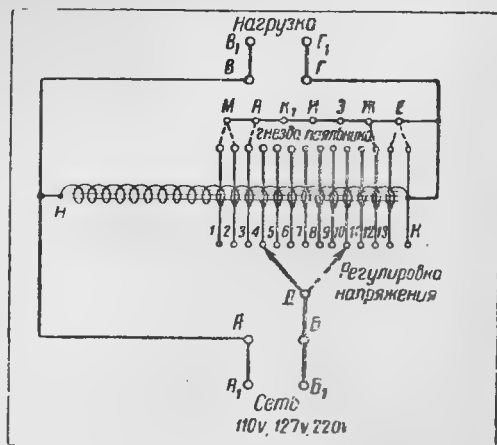 Нагрузка
В₁ Г₁
В Г
М Л К₁ И З Ж Е
гнезда паяльника
Н
1 2 3 4 5 6 7 8 9 10 11 12 13 К
Регулировка
напряжения
Д
А Б
А₁ Б₁
Сеть
110v, 127v, 220v